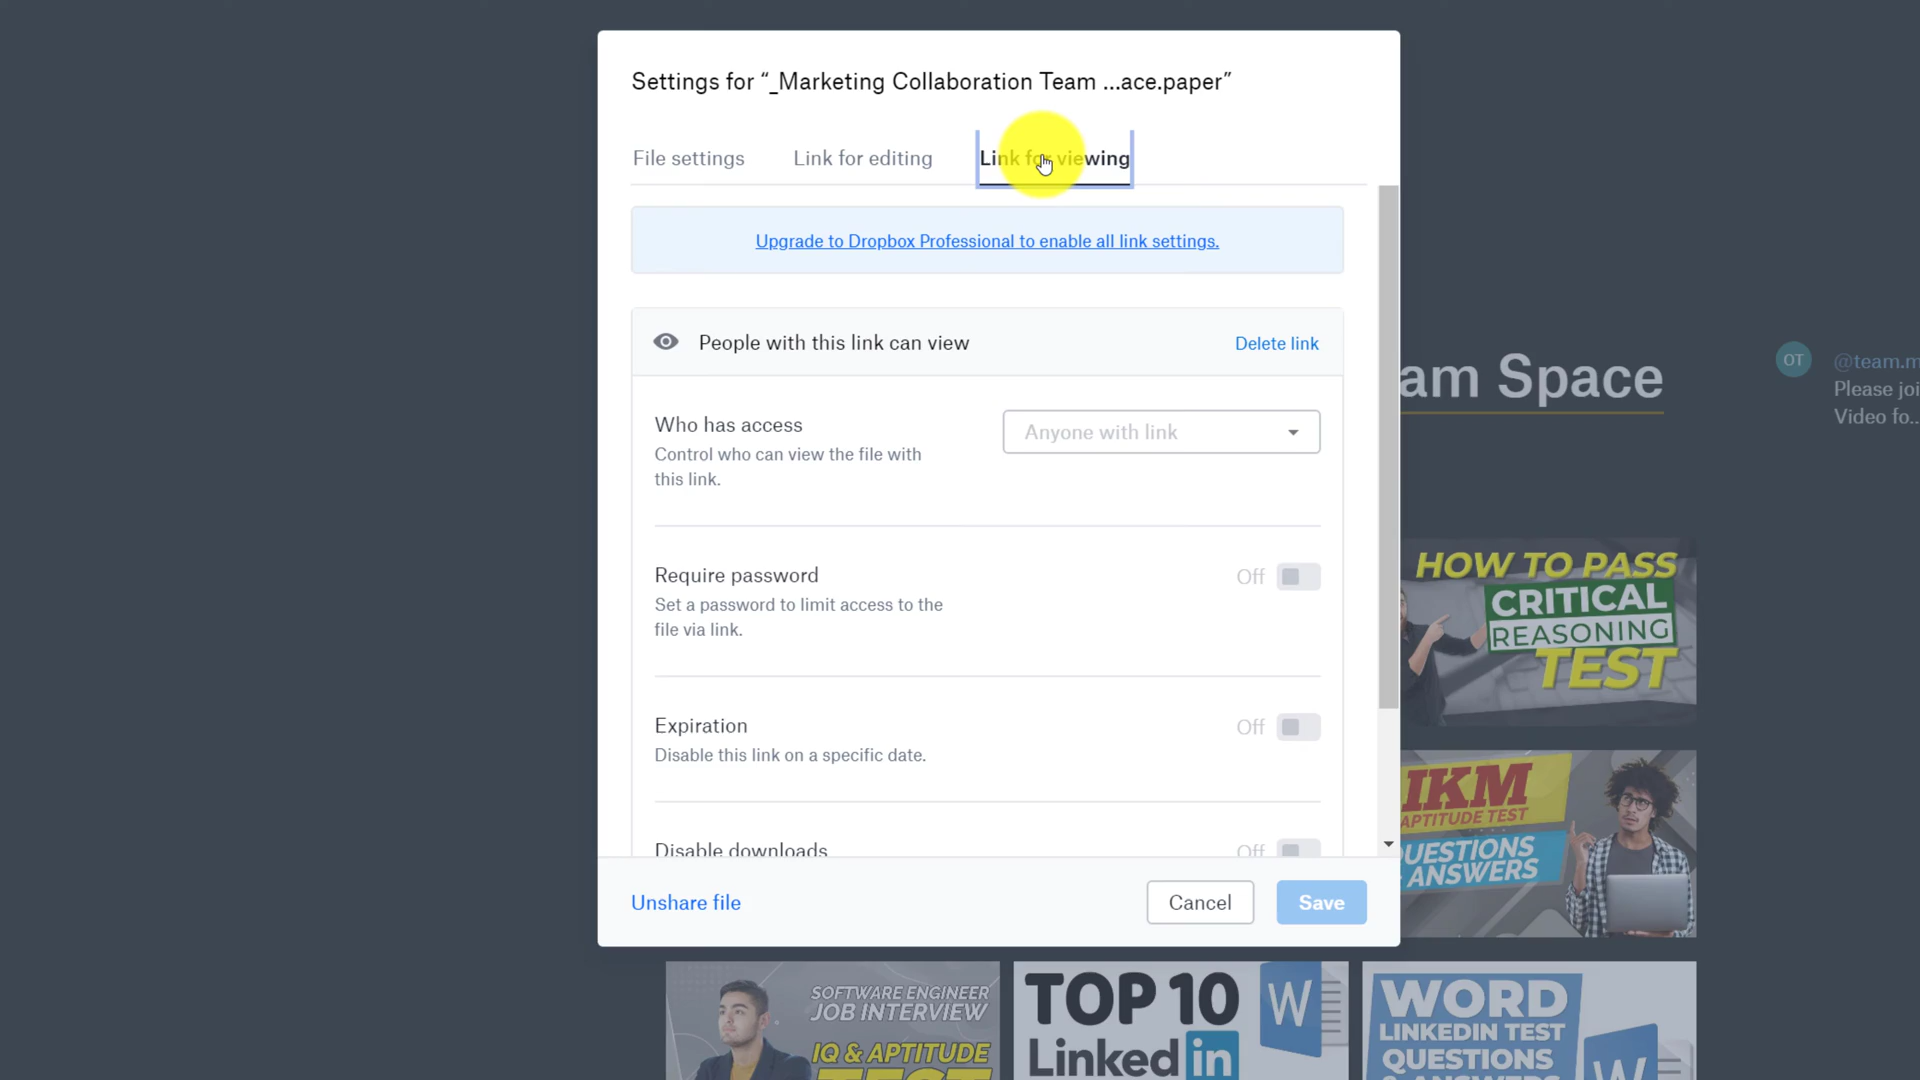 Settings for “_Marketing Collaboration Team ...ace.paper”
File settings
Link for editing
Link for viewing
Upgrade to Dropbox Professional to enable all link settings.
People with this link can view
Delete link
Who has access
Control who can view the file with
this link.
Anyone with link
Require password
Set a password to limit access to the
file via link.
Off
Expiration
Disable this link on a specific date.
Off
Disable downloads
Off
Unshare file
Cancel
Save
am Space
OT
@team.m
Please joi
Video fo...
HOW TO PASS
CRITICAL
REASONING
TEST
IKM
APTITUDE TEST
QUESTIONS
ANSWERS
SOFTWARE ENGINEER
JOB INTERVIEW
IQ & APTITUDE
TEST
TOP 10
Linked in
W
WORD
LINKEDIN TEST
QUESTIONS
& ANSWERS
W